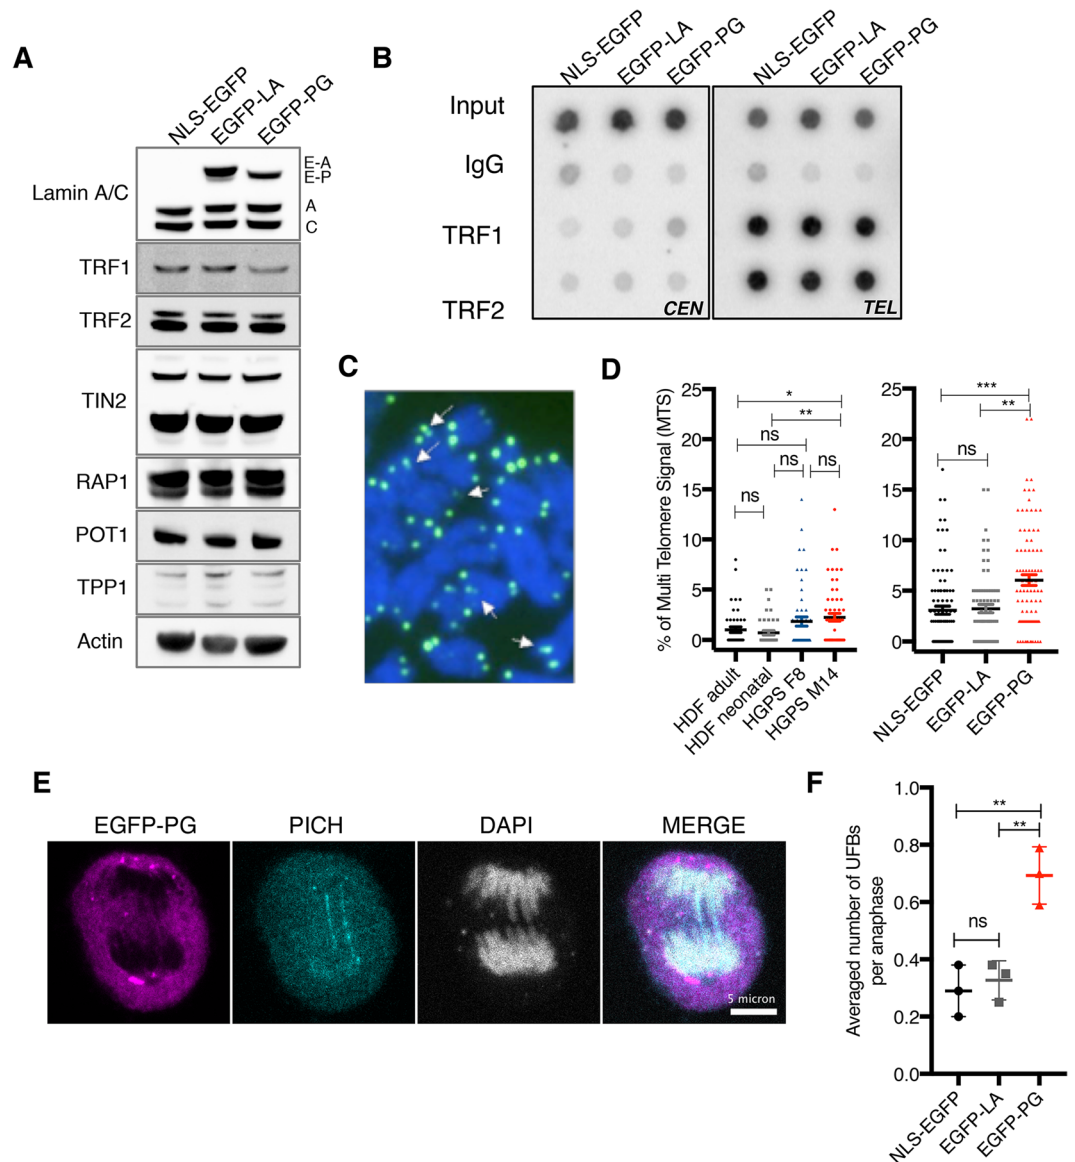 A
NLS-EGFP
EGFP-LA
EGFP-PG
Lamin A/C
E-A
E-P
A
C
TRF1
TRF2
TIN2
RAP1
POT1
TPP1
Actin
B
NLS-EGFP
EGFP-LA
EGFP-PG
NLS-EGFP
EGFP-LA
EGFP-PG
Input
IgG
TRF1
TRF2
CEN
TEL
C
D
% of Multi Telomere Signal (MTS)
25
20
15
10
5
0
*
**
ns
ns
ns
ns
HDF adult
HDF neonatal
HGPS F8
HGPS M14
25
20
15
10
5
0
***
**
ns
NLS-EGFP
EGFP-LA
EGFP-PG
E
EGFP-PG
PICH
DAPI
MERGE
5 micron
F
Averaged number of UFBs
per anaphase
1.0
0.8
0.6
0.4
0.2
0.0
**
**
ns
NLS-EGFP
EGFP-LA
EGFP-PG